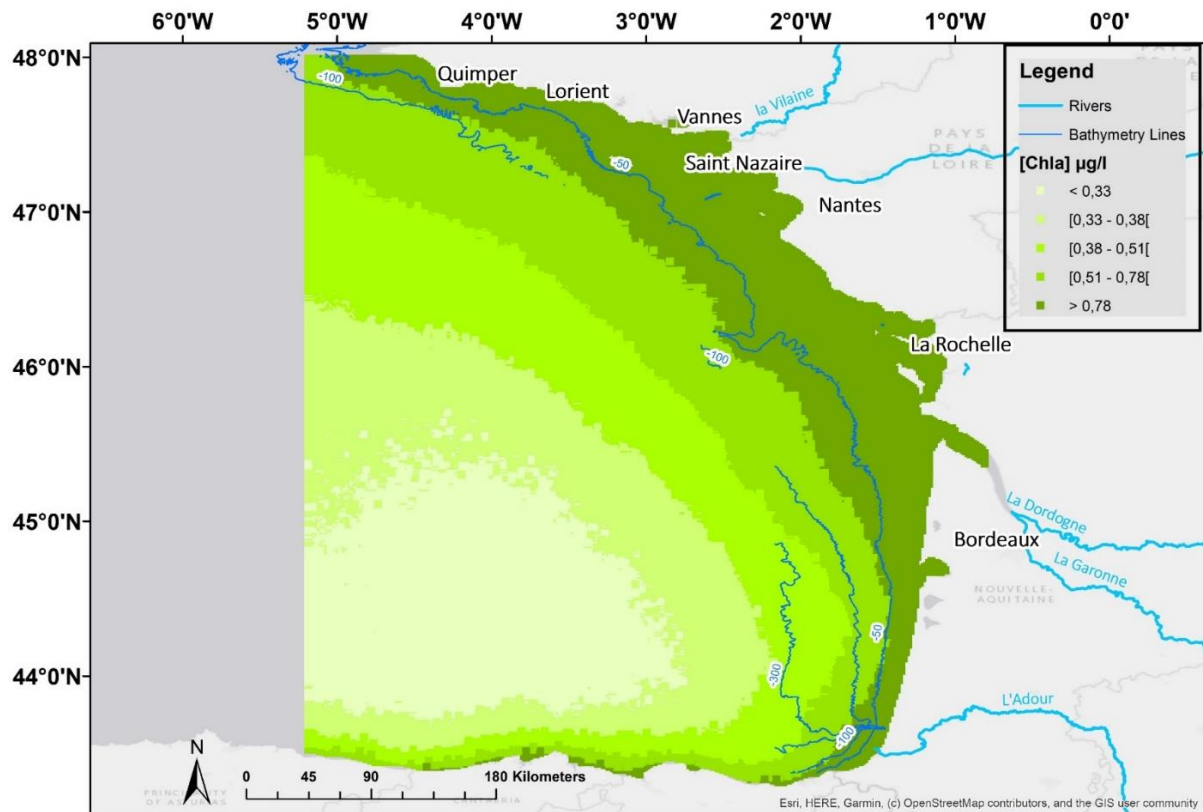 6°0'W 5°0'W 4°0'W 3°0'W 2°0'W 1°0'W 0°0'
48°0'N
47°0'N
46°0'N
45°0'N
44°0'N
Legend
Rivers
Bathymetry Lines
[Chla] µg/l
< 0,33
[0,33 - 0,38[
[0,38 - 0,51[
[0,51 - 0,78[
> 0,78
-100
Quimper
Lorient
Vannes
la Vilaine
PAYS
DE LA
LOIRE
-50
Saint Nazaire
Nantes
-100
La Rochelle
La Dordogne
Bordeaux
La Garonne
NOUVELLE-
AQUITAINE
-50
-300
L'Adour
-100
N
0 45 90 180 Kilometers
PRINCIPALITY
OF ASTURIAS
CANTABRIA
Esri, HERE, Garmin, (c) OpenStreetMap contributors, and the GIS user community